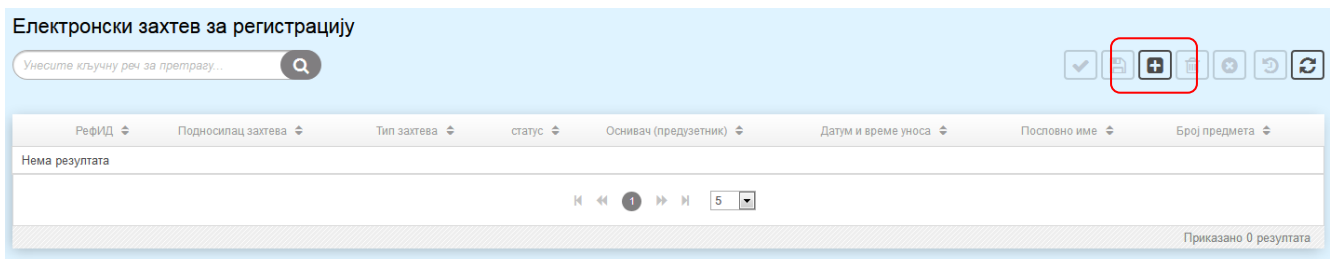 Електронски захтев за регистрацију
Унесите кључну реч за претрагу...
РефИД Подносилац захтева Тип захтева статус Оснивач (предузетник) Датум и време уноса Пословно име Број предмета
Нема резултата
1 5
Приказано 0 резултата